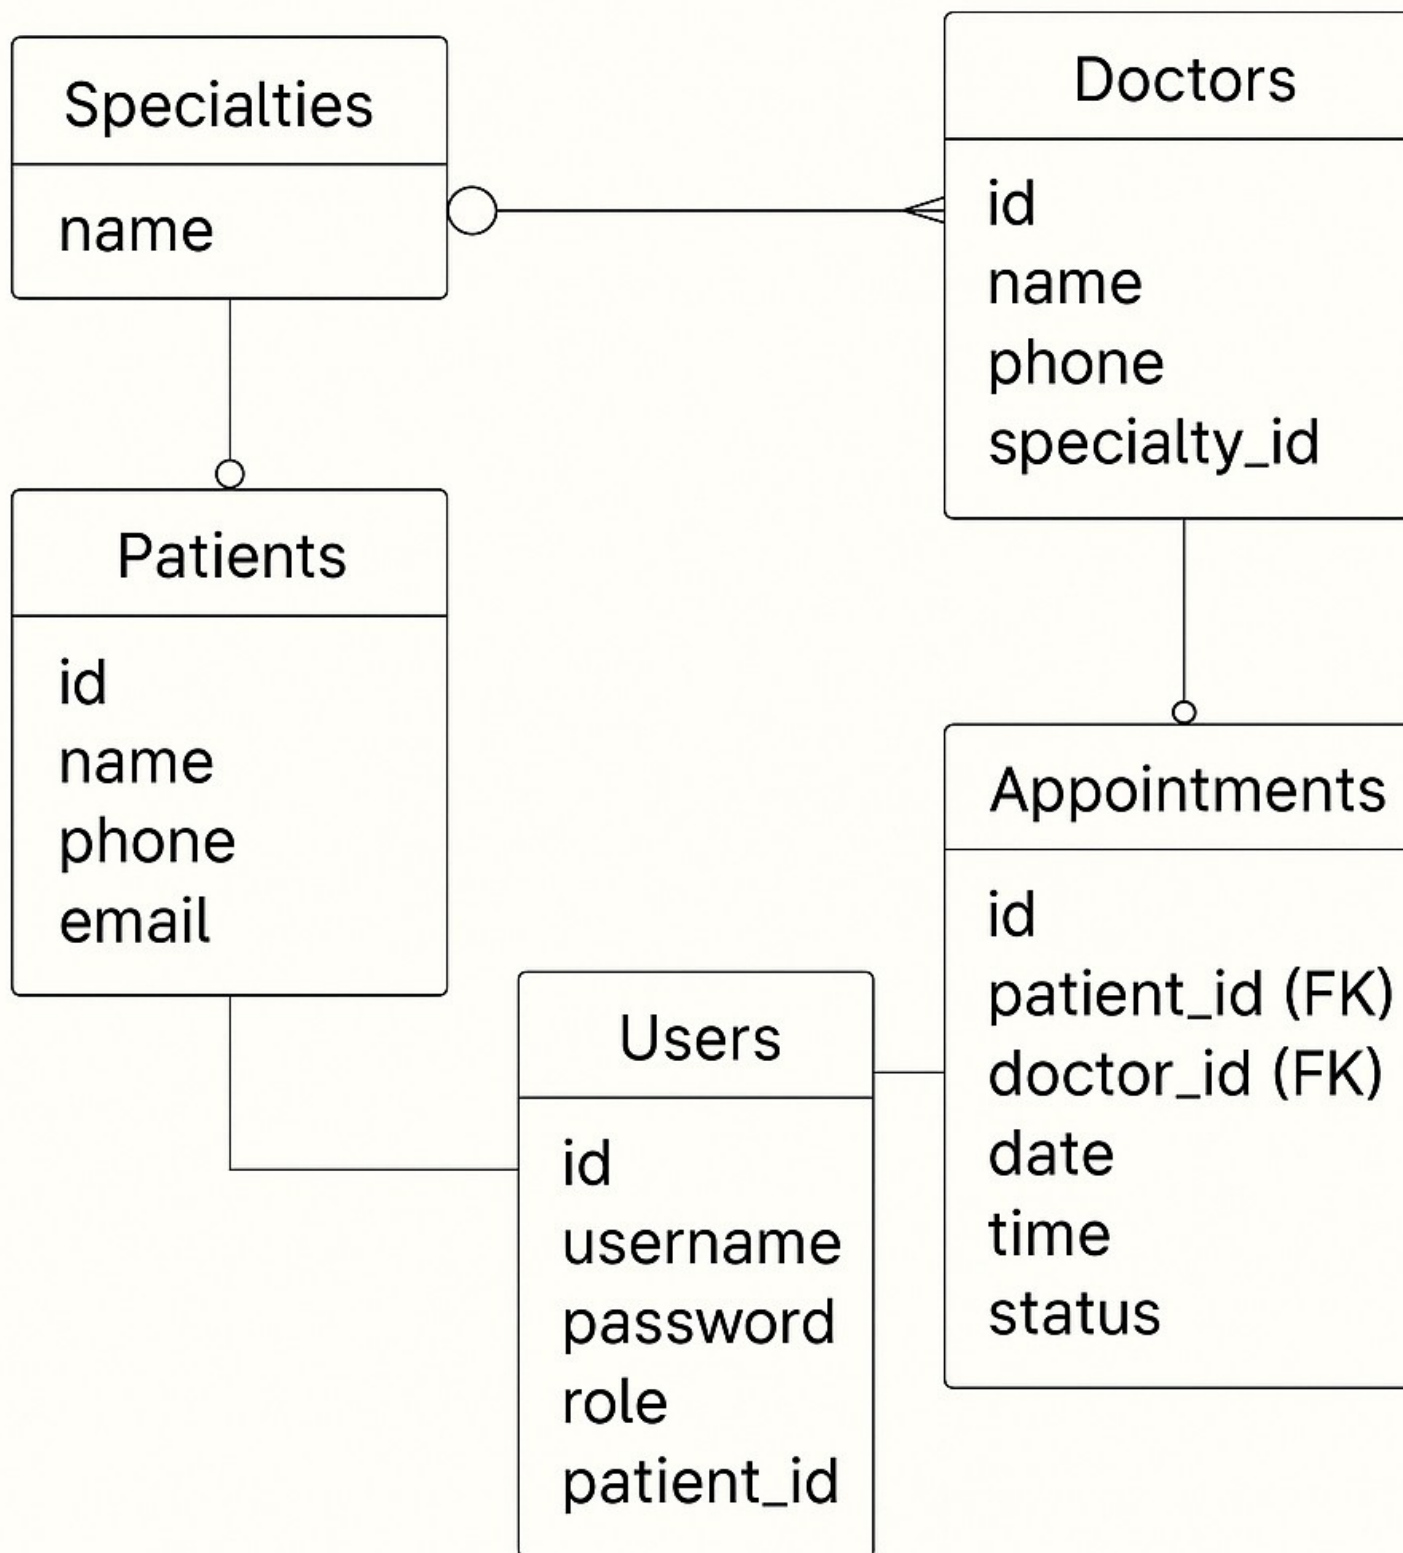 Specialties
name
Doctors
id
name
phone
specialty_id
Patients
id
name
phone
email
Appointments
id
patient_id (FK)
doctor_id (FK)
date
time
status
Users
id
username
password
role
patient_id